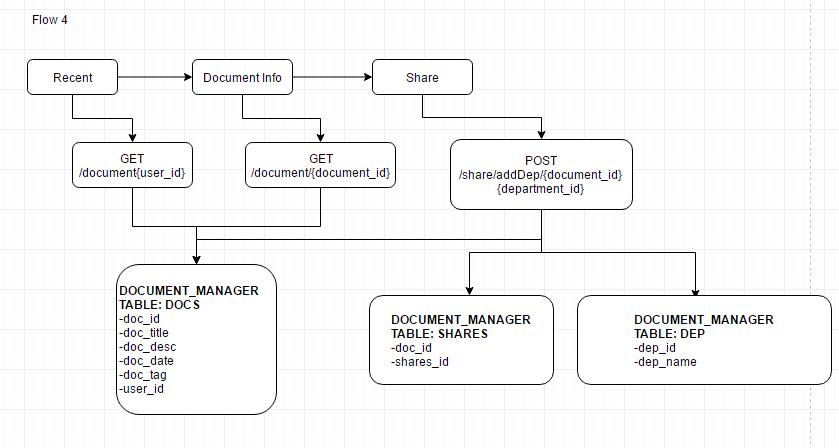 Flow 4
Recent
Document Info
Share
GET
/document{user_id}
GET
/document/{document_id}
POST
/share/addDep/{document_id}
{department_id}
DOCUMENT_MANAGER
TABLE: DOCS
-doc_id
-doc_title
-doc_desc
-doc_date
-doc_tag
-user_id
DOCUMENT_MANAGER
TABLE: SHARES
-doc_id
-shares_id
DOCUMENT_MANAGER
TABLE: DEP
-dep_id
-dep_name